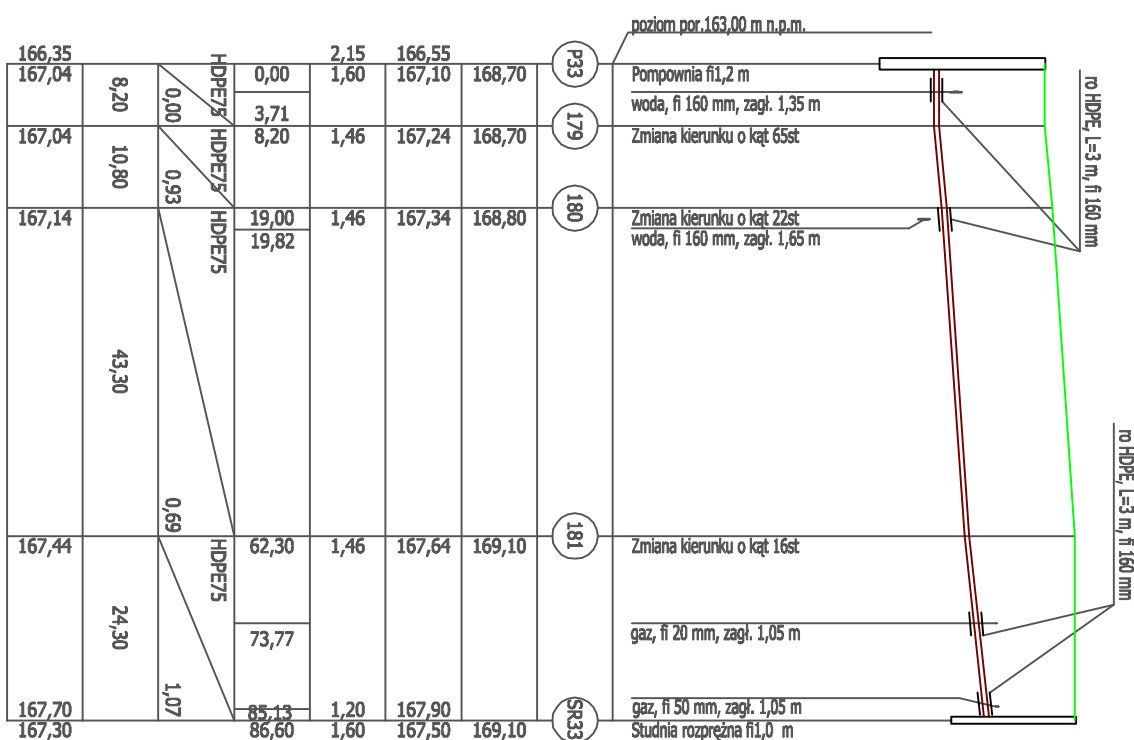 poziom por.163,00 m n.p.m.
166,35 2,15 166,55 P33
167,04 HDPE75 0,00 1,60 167,10 168,70 Pompownia fi1,2 m
8,20 0,00 woda, fi 160 mm, zagł. 1,35 m
3,71
179
167,04 HDPE75 8,20 1,46 167,24 168,70 Zmiana kierunku o kąt 65st
10,80 0,93
180
167,14 HDPE75 19,00 1,46 167,34 168,80 Zmiana kierunku o kąt 22st
19,82 woda, fi 160 mm, zagł. 1,65 m
43,30
0,69
181
167,44 HDPE75 62,30 1,46 167,64 169,10 Zmiana kierunku o kąt 16st
24,30
73,77 gaz, fi 20 mm, zagł. 1,05 m
1,07
167,70 85,13 1,20 167,90 gaz, fi 50 mm, zagł. 1,05 m
SR33
167,30 86,60 1,60 167,50 169,10 Studnia rozprężna fi1,0 m
ro HDPE, L=3 m, fi 160 mm
ro HDPE, L=3 m, fi 160 mm